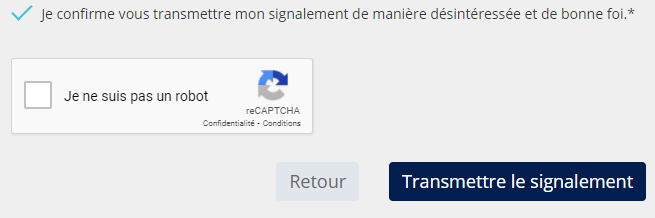 Je confirme vous transmettre mon signalement de manière désintéressée et de bonne foi.*
Je ne suis pas un robot
reCAPTCHA
Confidentialité - Conditions
Retour
Transmettre le signalement